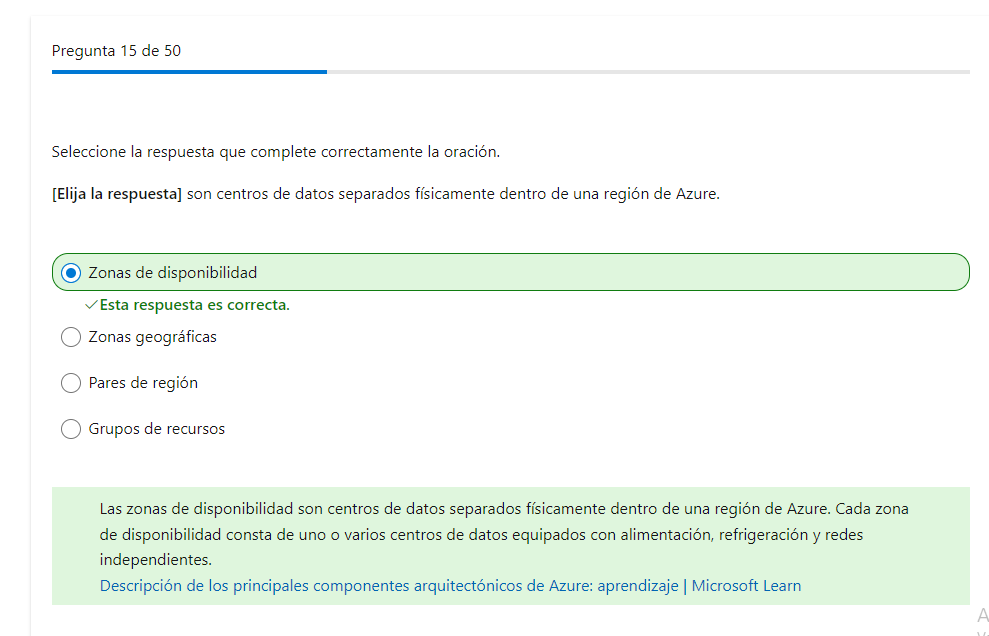 Pregunta 15 de 50
Seleccione la respuesta que complete correctamente la oración.
[Elija la respuesta] son centros de datos separados físicamente dentro de una región de Azure.
Zonas de disponibilidad
Esta respuesta es correcta.
Zonas geográficas
Pares de región
Grupos de recursos
Las zonas de disponibilidad son centros de datos separados físicamente dentro de una región de Azure. Cada zona
de disponibilidad consta de uno o varios centros de datos equipados con alimentación, refrigeración y redes
independientes.
Descripción de los principales componentes arquitectónicos de Azure: aprendizaje | Microsoft Learn
A